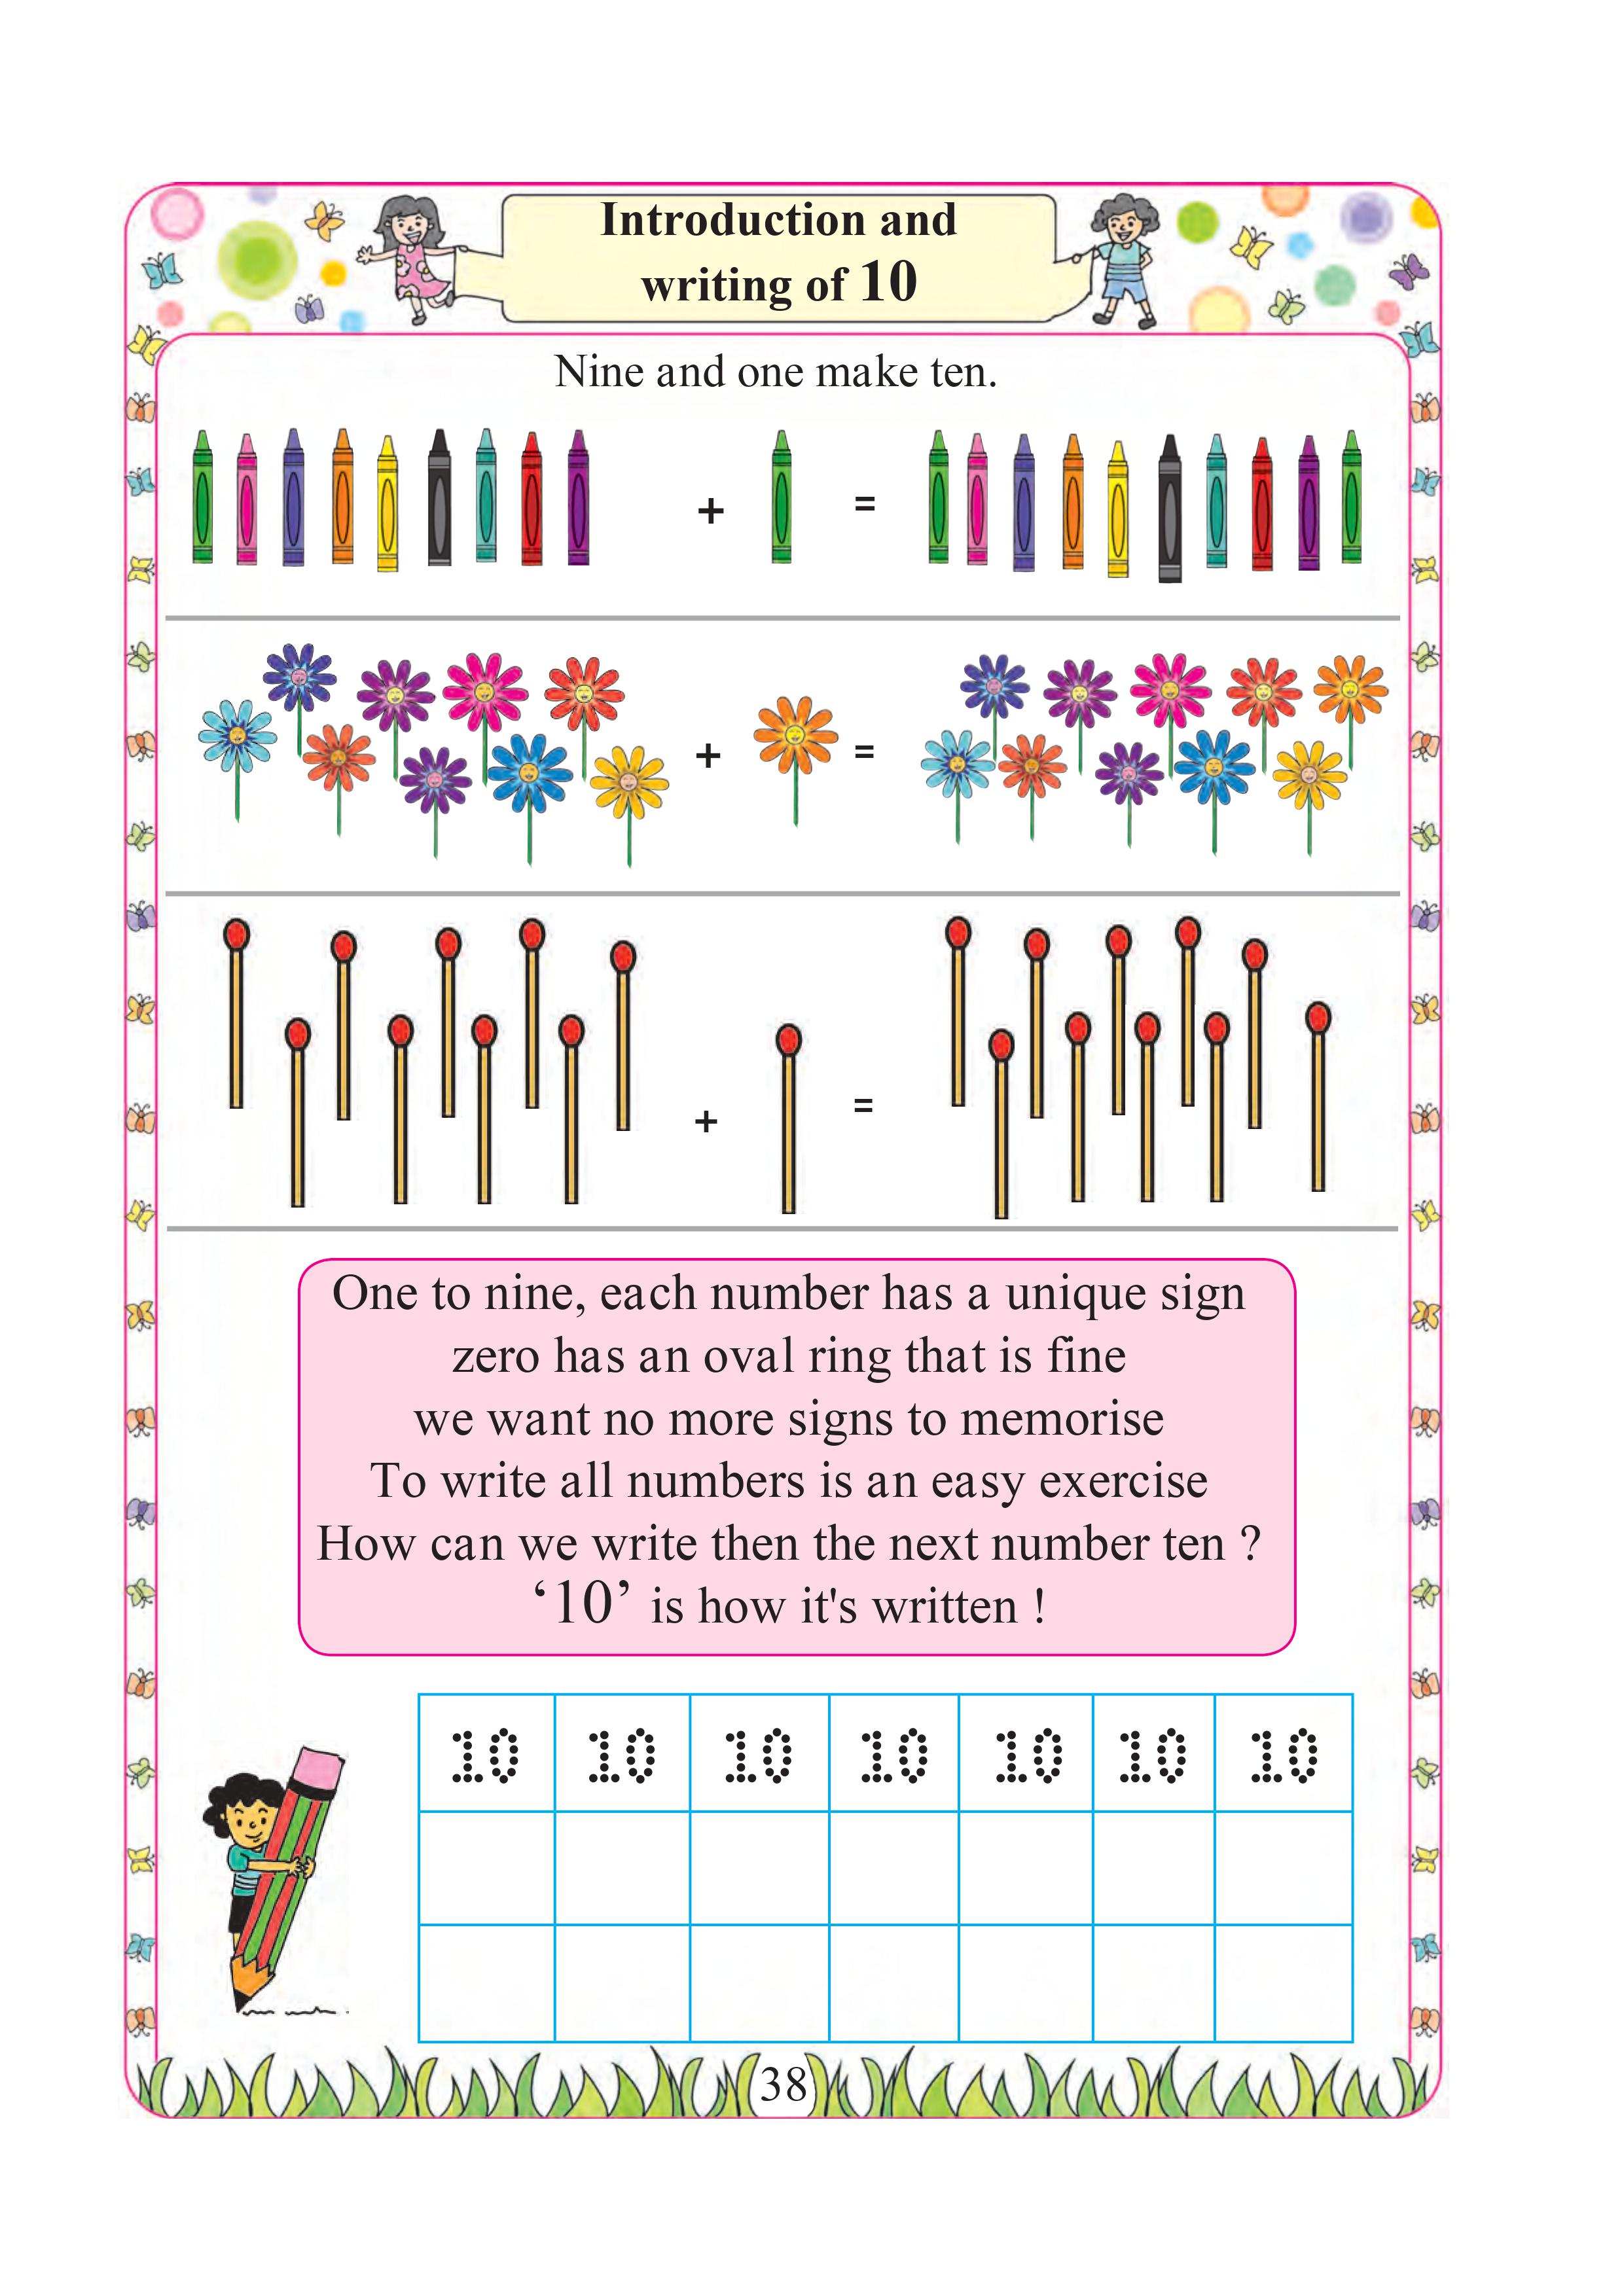 Introduction and
writing of 10
Nine and one make ten.
+ =
+ =
+ =
One to nine, each number has a unique sign
zero has an oval ring that is fine
we want no more signs to memorise
To write all numbers is an easy exercise
How can we write then the next number ten ?
‘10’ is how it's written !
10 10 10 10 10 10 10
38